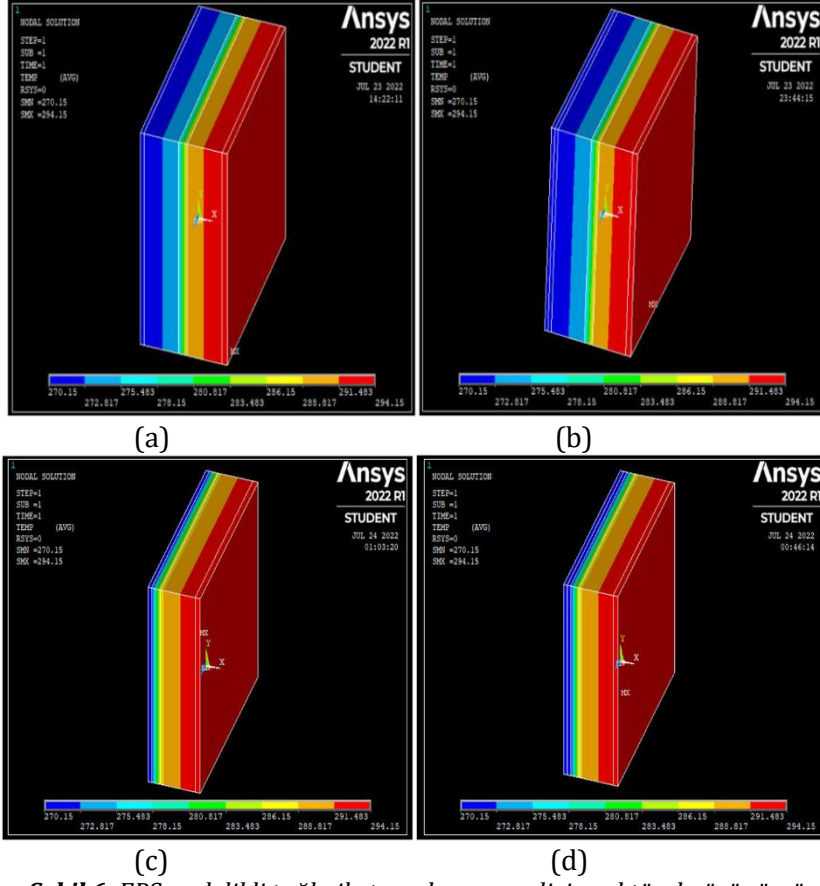 1
NODAL SOLUTION
STEP=1
SUB =1
TIME=1
TEMP (AVG)
RSYS=0
SMN =270.15
SMX =294.15
Ansys
2022 R1
STUDENT
JUL 23 2022
14:22:11
Y
X
MX
270.15 275.483 280.817 286.15 291.483
272.817 278.15 283.483 288.817 294.15
(a)
1
NODAL SOLUTION
STEP=1
SUB =1
TIME=1
TEMP (AVG)
RSYS=0
SMN =270.15
SMX =294.15
Ansys
2022 R1
STUDENT
JUL 23 2022
23:44:15
Y
X
MX
270.15 275.483 280.817 286.15 291.483
272.817 278.15 283.483 288.817 294.15
(b)
1
NODAL SOLUTION
STEP=1
SUB =1
TIME=1
TEMP (AVG)
RSYS=0
SMN =270.15
SMX =294.15
Ansys
2022 R1
STUDENT
JUL 24 2022
01:03:20
MX
Y
X
270.15 275.483 280.817 286.15 291.483
272.817 278.15 283.483 288.817 294.15
(c)
1
NODAL SOLUTION
STEP=1
SUB =1
TIME=1
TEMP (AVG)
RSYS=0
SMN =270.15
SMX =294.15
Ansys
2022 R1
STUDENT
JUL 24 2022
00:46:14
Y
X
MX
270.15 275.483 280.817 286.15 291.483
272.817 278.15 283.483 288.817 294.15
(d)